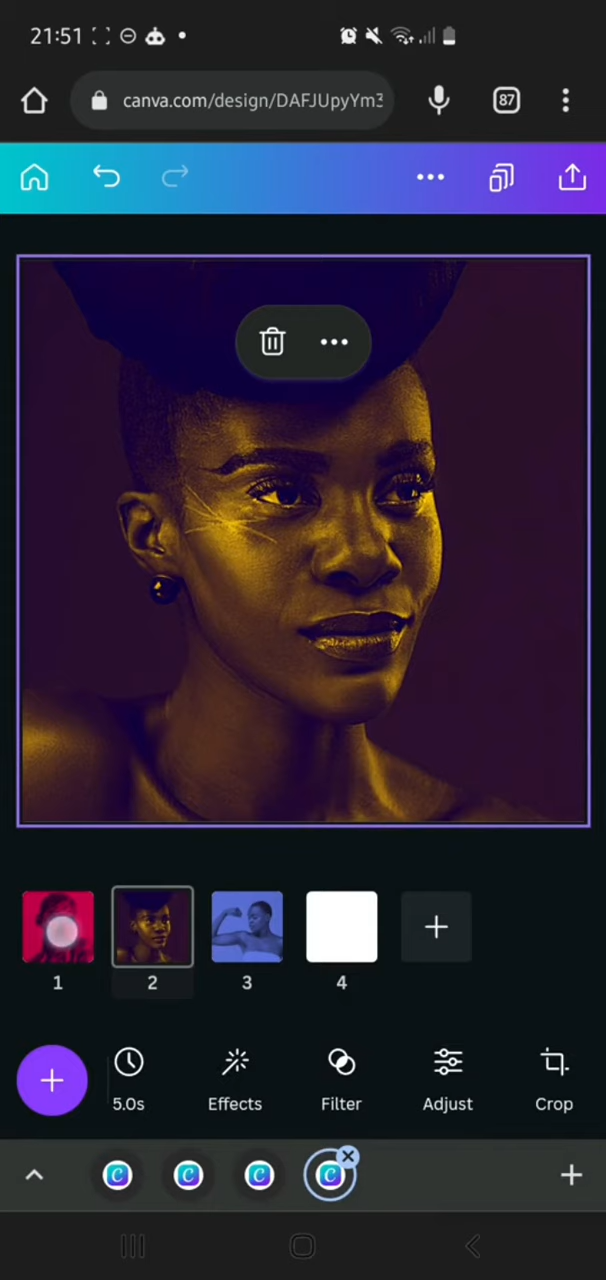 21:51
canva.com/design/DAFJUpyYm3
87
1
2
3
4
5.0s
Effects
Filter
Adjust
Crop